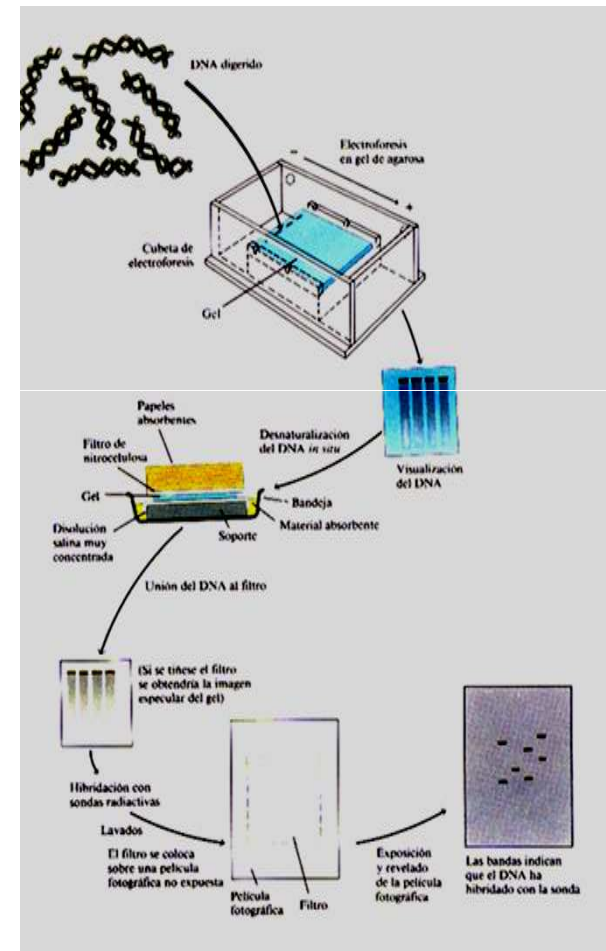 DNA digerido
Electroforesis
en gel de agarosa
−
+
Cubeta de
electroforesis
Gel
Papeles
absorbentes
Filtro de
nitrocelulosa
Gel
Disolución
salina muy
concentrada
Soporte
Bandeja
Material absorbente
Desnaturalización
del DNA in situ
Visualización
del DNA
Unión del DNA al filtro
(Si se tiñese el filtro
se obtendría la imagen
especular del gel)
Hibridación con
sondas radiactivas
Lavados
El filtro se coloca
sobre una película
fotográfica no expuesta
Película
fotográfica
Filtro
Exposición
y revelado
de la película
fotográfica
Las bandas indican
que el DNA ha
hibridado con la sonda